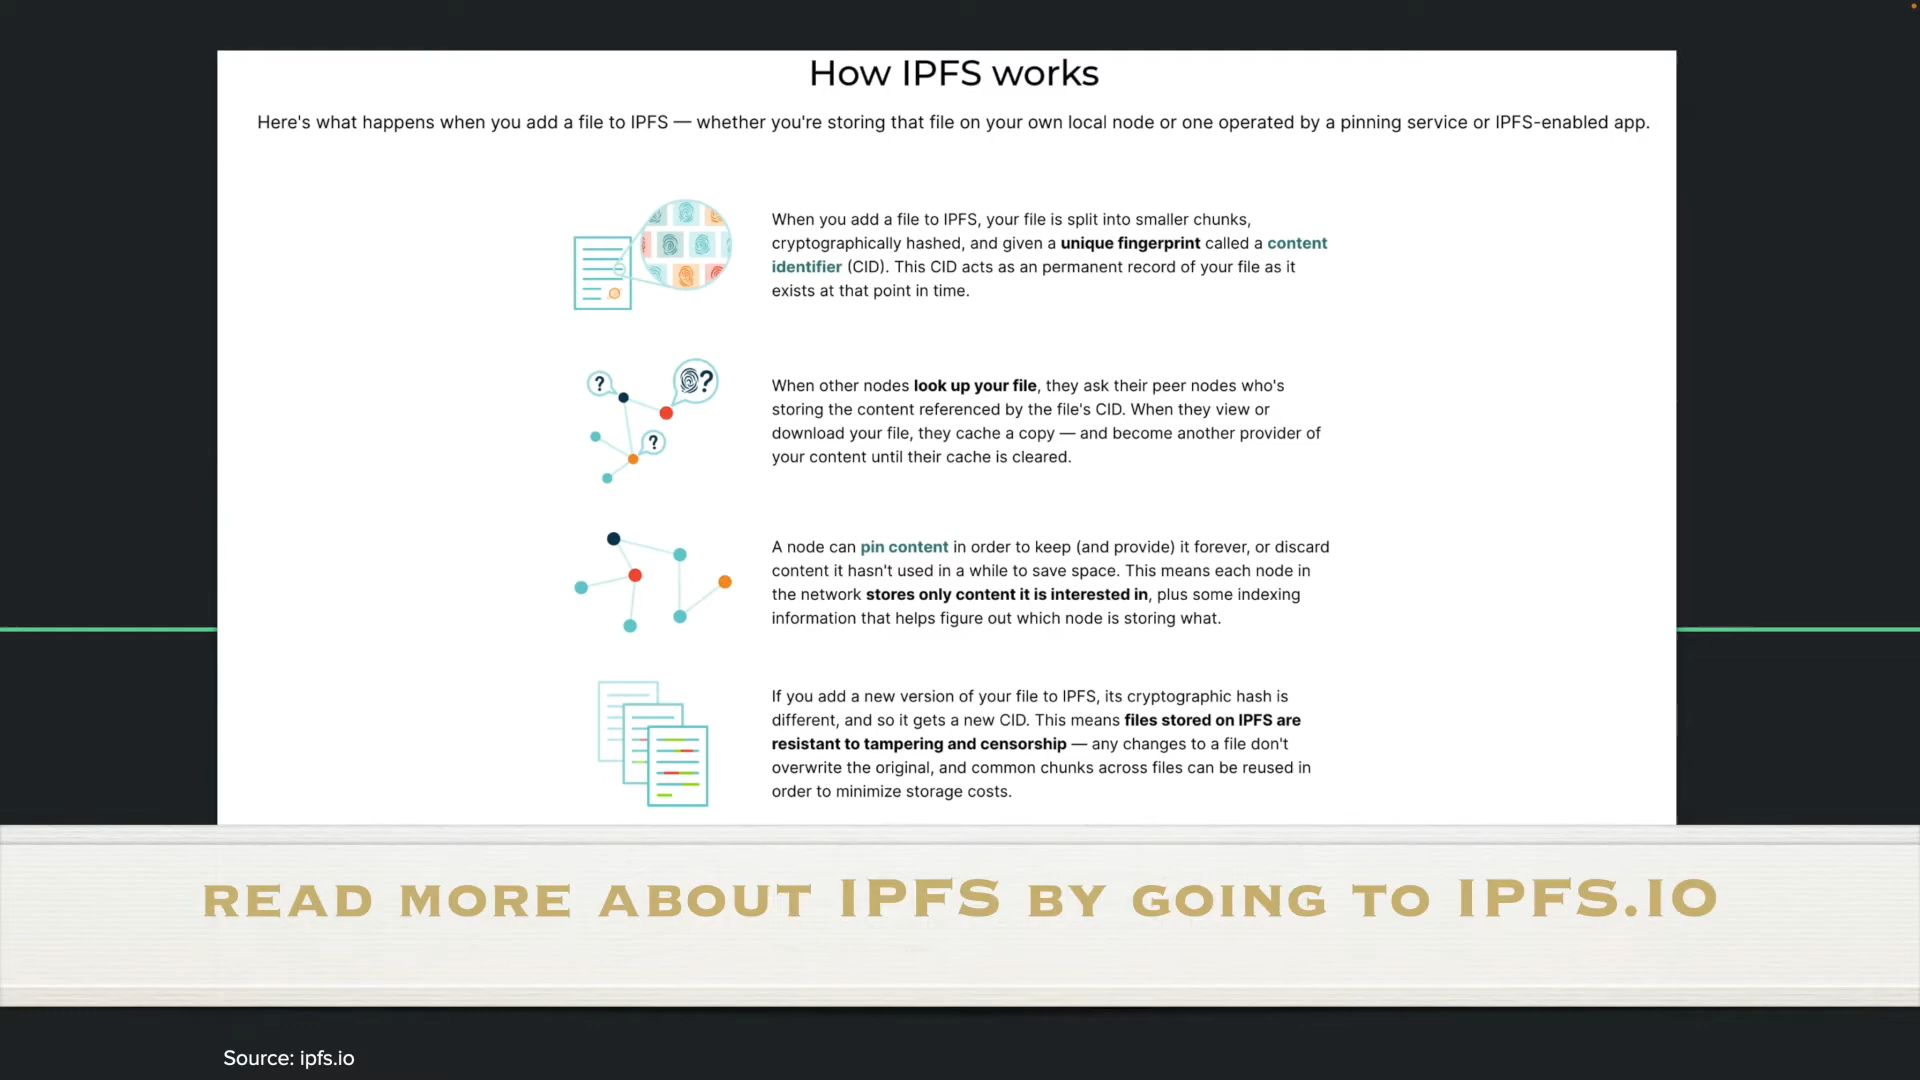 How IPFS works
Here's what happens when you add a file to IPFS — whether you're storing that file on your own local node or one operated by a pinning service or IPFS-enabled app.
When you add a file to IPFS, your file is split into smaller chunks,
cryptographically hashed, and given a unique fingerprint called a content
identifier (CID). This CID acts as an permanent record of your file as it
exists at that point in time.
?
?
?
When other nodes look up your file, they ask their peer nodes who's
storing the content referenced by the file's CID. When they view or
download your file, they cache a copy — and become another provider of
your content until their cache is cleared.
A node can pin content in order to keep (and provide) it forever, or discard
content it hasn't used in a while to save space. This means each node in
the network stores only content it is interested in, plus some indexing
information that helps figure out which node is storing what.
If you add a new version of your file to IPFS, its cryptographic hash is
different, and so it gets a new CID. This means files stored on IPFS are
resistant to tampering and censorship — any changes to a file don't
overwrite the original, and common chunks across files can be reused in
order to minimize storage costs.
READ MORE ABOUT IPFS BY GOING TO IPFS.IO
Source: ipfs.io